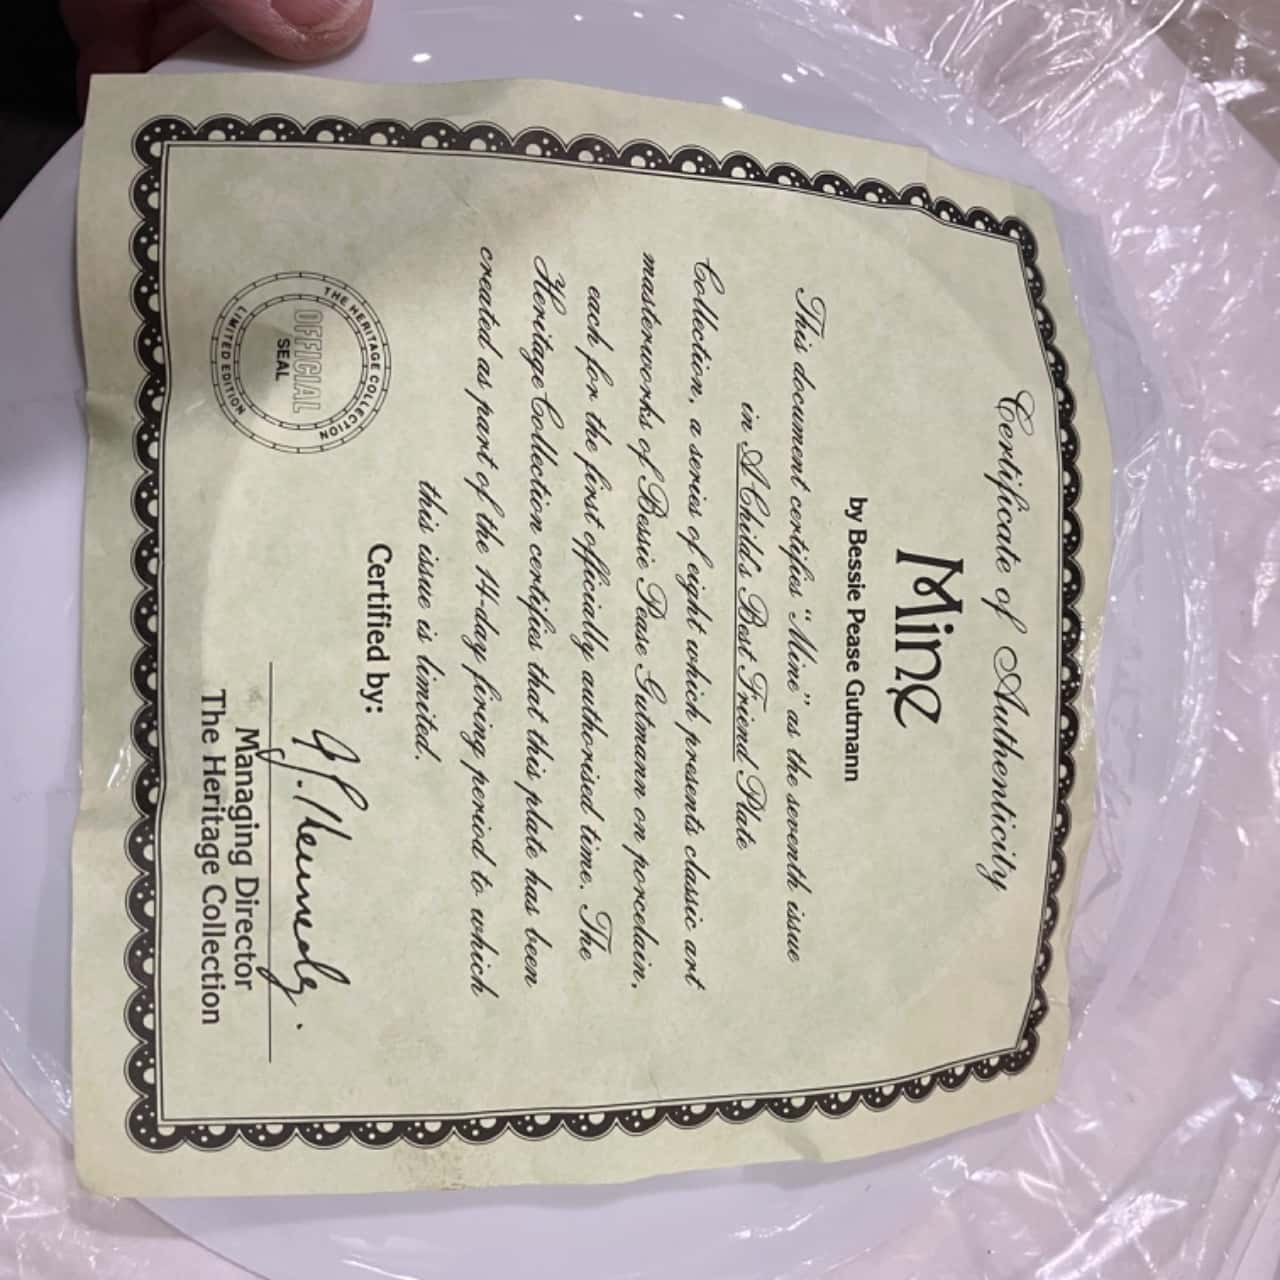 Certificate of Authenticity
Mine
by Bessie Pease Gutmann
This document certifies "Mine" as the seventh issue
in A Child's Best Friend Plate
Collection, a series of eight which presents classic art
masterworks of Bessie Pease Gutmann on porcelain,
each for the first officially authorised time. The
Heritage Collection certifies that this plate has been
created as part of the 14-day firing period to which
this issue is limited.
Certified by:
Managing Director
The Heritage Collection
THE HERITAGE COLLECTION
OFFICIAL
SEAL
LIMITED EDITION